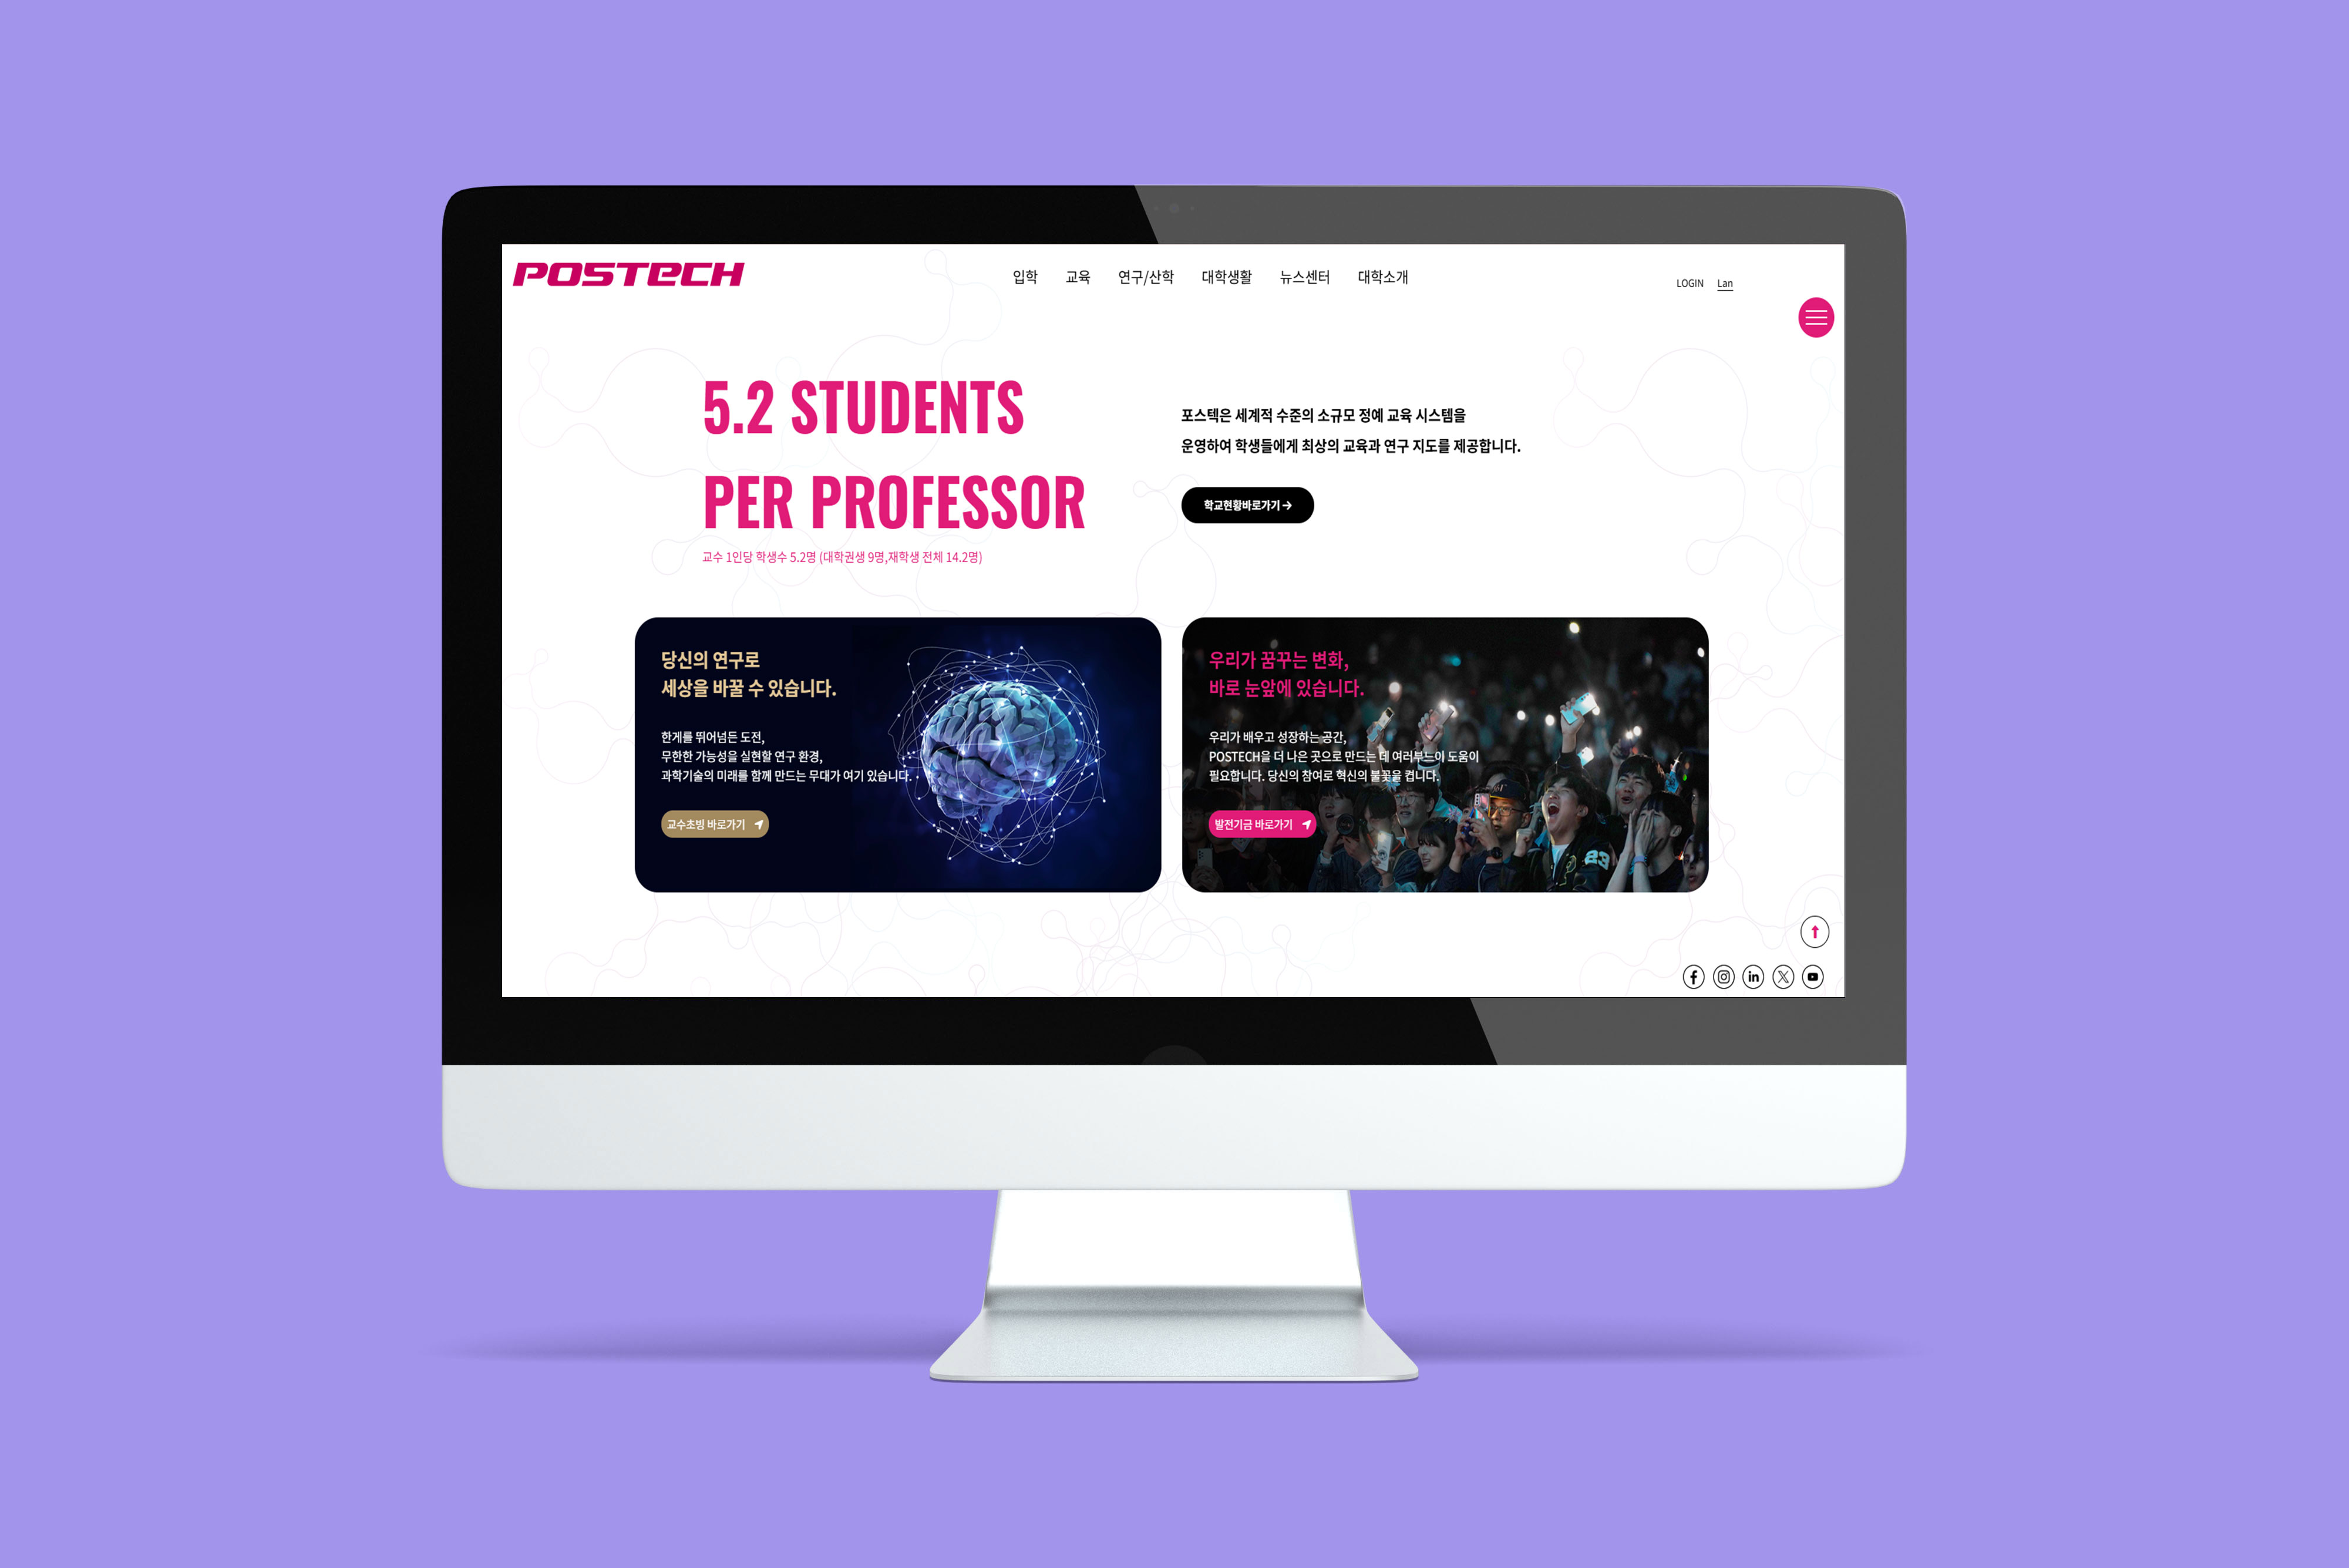 POSTECH
입학 교육 연구/산학 대학생활 뉴스센터 대학소개
LOGIN Lan
5.2 STUDENTS
PER PROFESSOR
교수 1인당 학생수 5.2명 (대학권생 9명,재학생 전체 14.2명)
포스텍은 세계적 수준의 소규모 정예 교육 시스템을
운영하여 학생들에게 최상의 교육과 연구 지도를 제공합니다.
학교현황바로가기→
당신의 연구로
세상을 바꿀 수 있습니다.
한계를 뛰어넘든 도전,
무한한 가능성을 실현할 연구 환경,
과학기술의 미래를 함께 만드는 무대가 여기 있습니다.
교수초빙 바로가기
우리가 꿈꾸는 변화,
바로 눈앞에 있습니다.
우리가 배우고 성장하는 공간,
POSTECH을 더 나은 곳으로 만드는 데 여러부느이 도움이
필요합니다. 당신의 참여로 혁신의 불꽃을 켭니다.
발전기금 바로가기
23